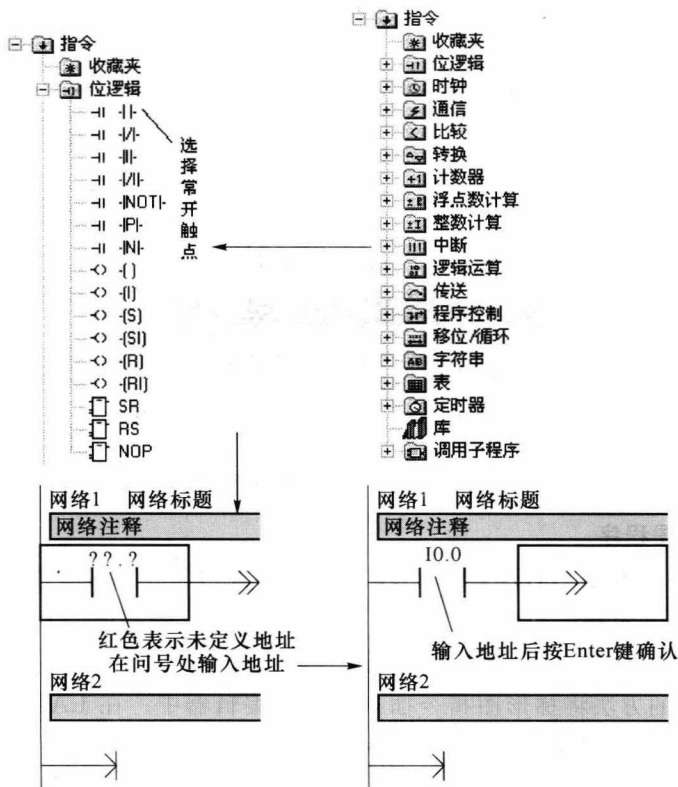 指令
收藏夹
位逻辑
-| |-
-|/|-
-|I|-
-|/I|-
-|NOT|-
-|P|-
-|N|-
-( )
-(I)
-(S)
-(SI)
-(R)
-(RI)
SR
RS
NOP
选择常开触点
指令
收藏夹
位逻辑
时钟
通信
比较
转换
计数器
浮点数计算
整数计算
中断
逻辑运算
传送
程序控制
移位/循环
字符串
表
定时器
库
调用子程序
网络1 网络标题
网络注释
??.?
红色表示未定义地址
在问号处输入地址
网络2
网络1 网络标题
网络注释
I0.0
输入地址后按Enter键确认
网络2